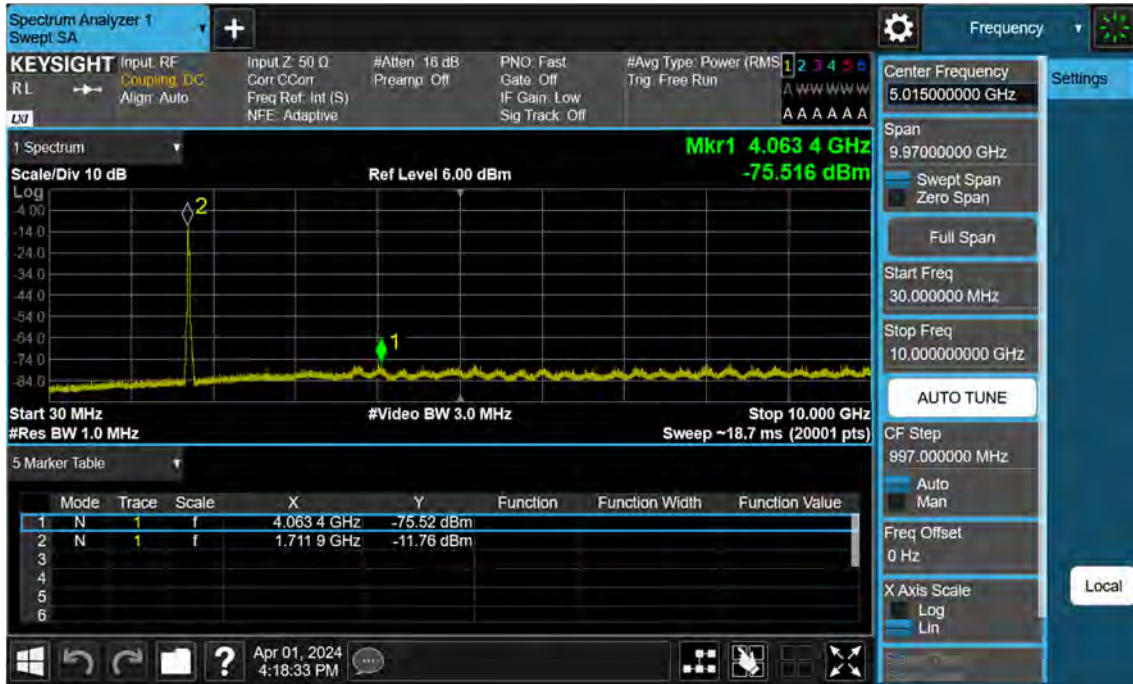 Spectrum Analyzer 1
Swept SA
+
Frequency
KEYSIGHT
RL
LXI
Input: RF
Coupling: DC
Align: Auto
Input Z: 50 Ω
Corr CCorr
Freq Ref: Int (S)
NFE: Adaptive
#Atten: 16 dB
Preamp: Off
PNO: Fast
Gate: Off
IF Gain: Low
Sig Track: Off
#Avg Type: Power (RMS
Trig: Free Run
1 2 3 4 5 6
A W W W W W
A A A A A A
1 Spectrum
Scale/Div 10 dB
Ref Level 6.00 dBm
Mkr1 4.063 4 GHz
-75.516 dBm
Log
-4.00
-14.0
-24.0
-34.0
-44.0
-54.0
-64.0
-74.0
-84.0
2
1
Start 30 MHz
#Video BW 3.0 MHz
Stop 10.000 GHz
#Res BW 1.0 MHz
Sweep ~18.7 ms (20001 pts)
5 Marker Table
Mode Trace Scale X Y Function Function Width Function Value
1 N 1 f 4.063 4 GHz -75.52 dBm
2 N 1 f 1.711 9 GHz -11.76 dBm
3
4
5
6
?
Apr 01, 2024
4:18:33 PM
Center Frequency
5.015000000 GHz
Span
9.97000000 GHz
Swept Span
Zero Span
Full Span
Start Freq
30.000000 MHz
Stop Freq
10.000000000 GHz
AUTO TUNE
CF Step
997.000000 MHz
Auto
Man
Freq Offset
0 Hz
X Axis Scale
Log
Lin
Settings
Local